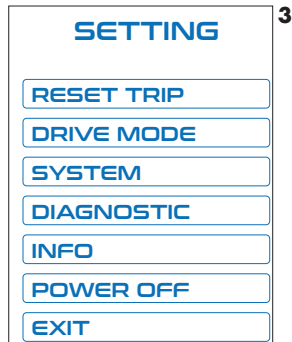 SETTING
3
RESET TRIP
DRIVE MODE
SYSTEM
DIAGNOSTIC
INFO
POWER OFF
EXIT